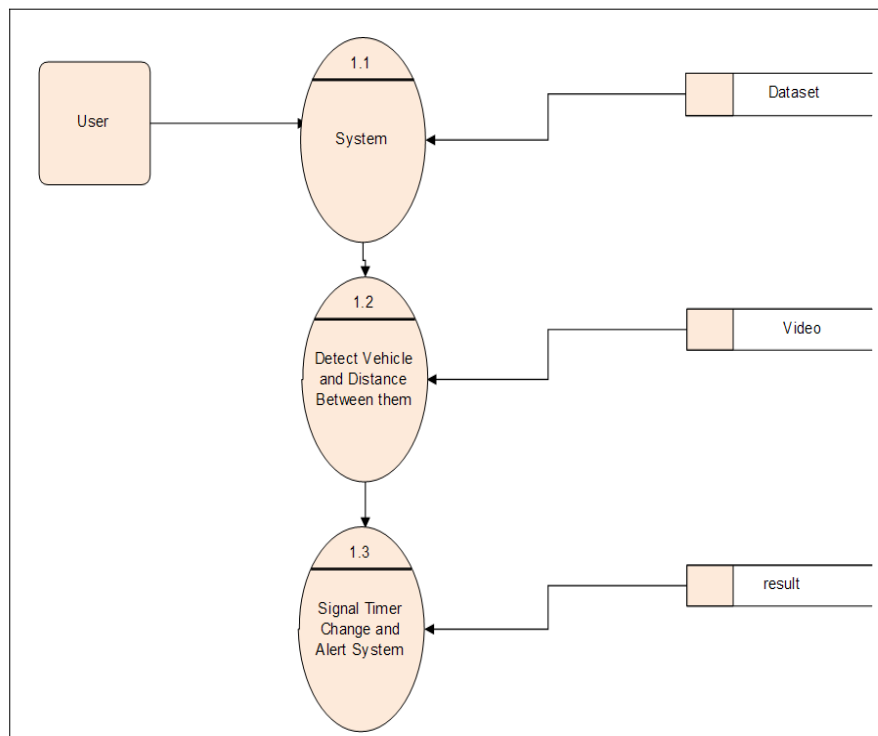 1.1
User
System
Dataset
1.2
Detect Vehicle
and Distance
Between them
Video
1.3
Signal Timer
Change and
Alert System
result